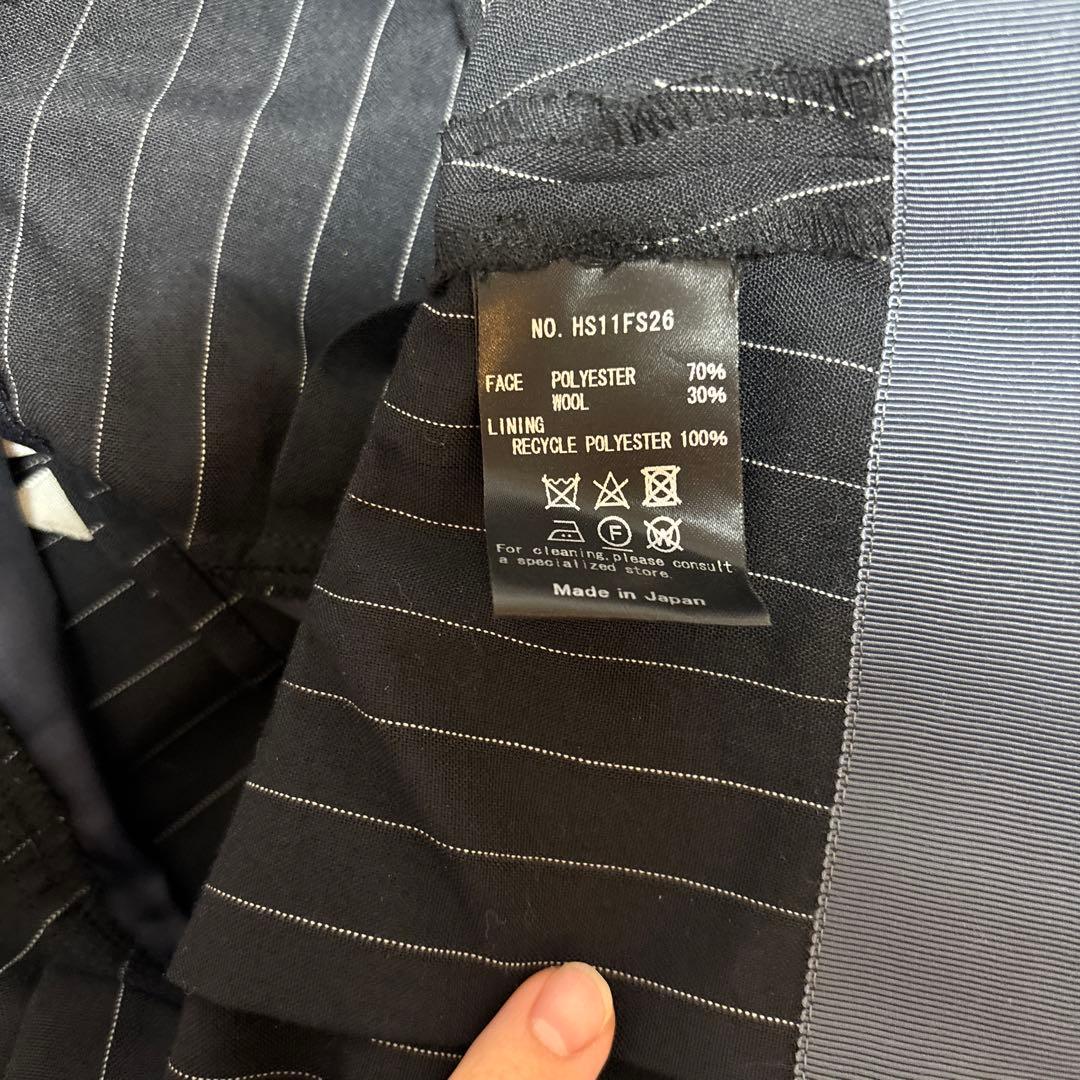 NO. HS11FS26
FACE POLYESTER 70%
WOOL 30%
LINING
RECYCLE POLYESTER 100%
F W
For cleaning, please consult
a specialized store.
Made in Japan